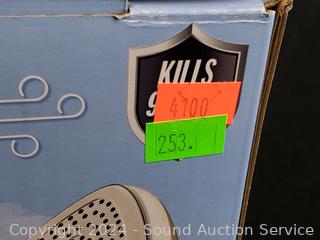 KILLS
4100
253.
Copyright 2024 - Sound Auction Service